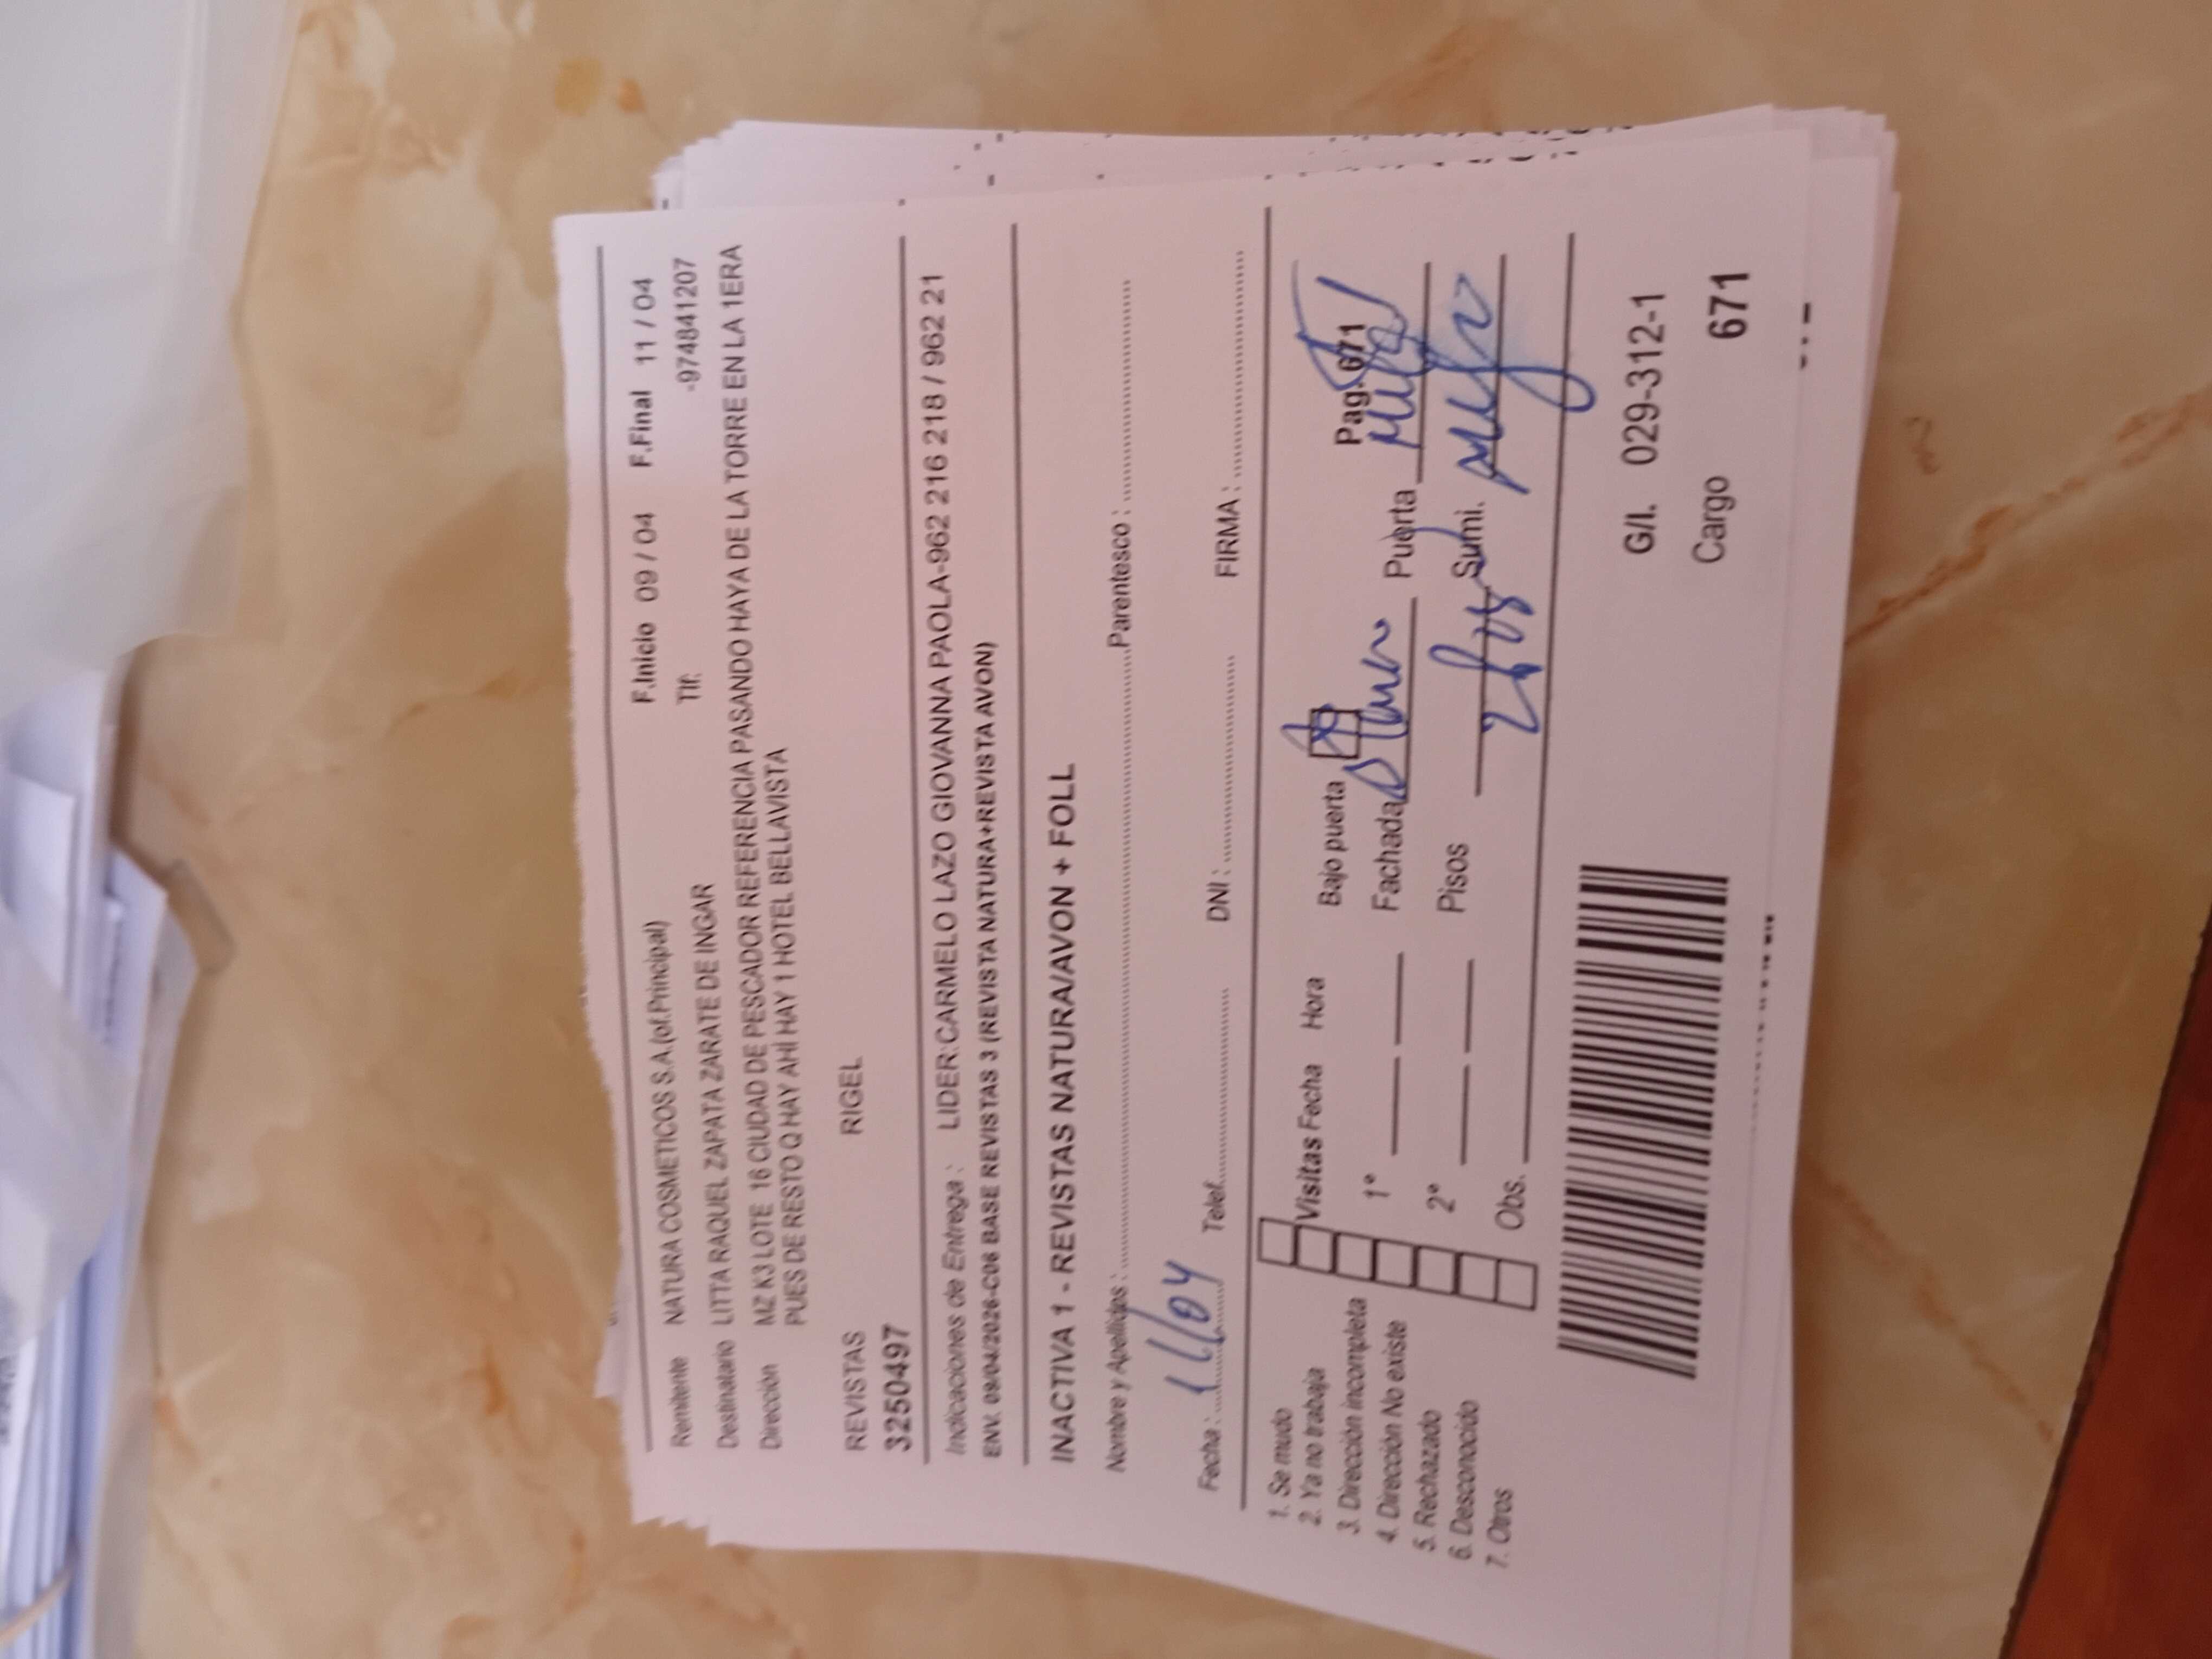 F.Inicio 09 / 04 F.Final 11 / 04
Remitente NATURA COSMETICOS S.A.(of.Principal) Tlf: -974841207
Destinatario LITTA RAQUEL ZAPATA ZARATE DE INGAR
Dirección MZ K3 LOTE 16 CIUDAD DE PESCADOR REFERENCIA PASANDO HAYA DE LA TORRE EN LA 1ERA
PUES DE RESTO Q HAY AHÍ HAY 1 HOTEL BELLAVISTA
REVISTAS RIGEL
3250497
Indicaciones de Entrega : LIDER:CARMELO LAZO GIOVANNA PAOLA-962 216 218 / 962 21
ENV. 09/04/2026-C06 BASE REVISTAS 3 (REVISTA NATURA+REVISTA AVON)
INACTIVA 1 - REVISTAS NATURA/AVON + FOLL
Nombre y Apellidos : Parentesco :
Fecha : 11/04 Telef. DNI : FIRMA :
1. Se mudo
2. Ya no trabaja
3. Dirección incompleta
4. Dirección No existe
5. Rechazado
6. Desconocido
7. Otros
Visitas Fecha Hora Bajo puerta Pag. 671
1° Fachada Puerta
2° Pisos Sumi.
Obs.
G/I. 029-312-1
Cargo 671